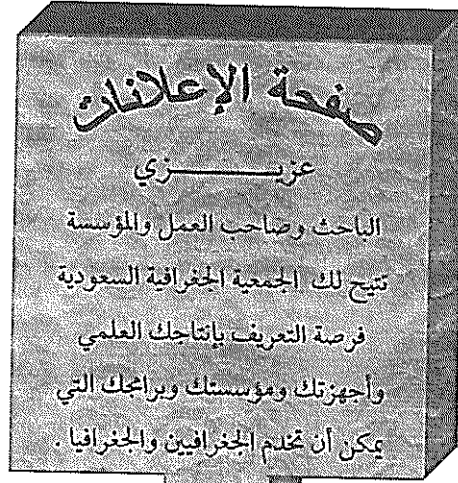 صفحة الإعلانات
عزيـــــــزي
الباحث وصاحب العمل والمؤسسة
تتيح لك الجمعية الجغرافية السعودية
فرصة التعريف بإنتاجك العلمي
وأجهزتك ومؤسستك وبرامجك التي
يمكن أن تخدم الجغرافيين والجغرافيا .